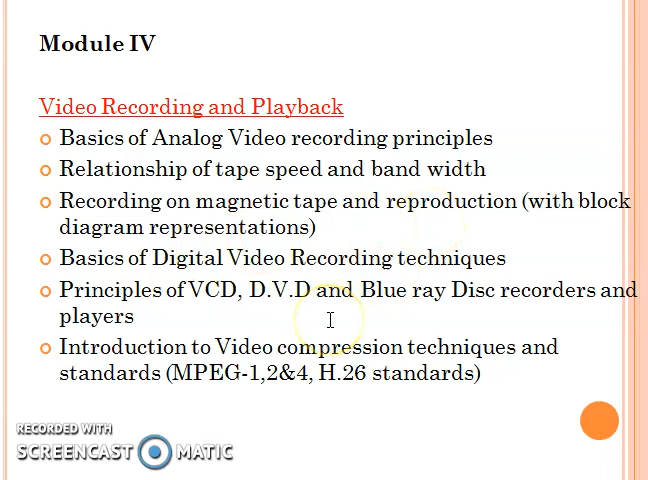 Module IV
Video Recording and Playback
Basics of Analog Video recording principles
Relationship of tape speed and band width
Recording on magnetic tape and reproduction (with block
diagram representations)
Basics of Digital Video Recording techniques
Principles of VCD, D.V.D and Blue ray Disc recorders and
players
Introduction to Video compression techniques and
standards (MPEG-1,2&4, H.26 standards)
RECORDED WITH
SCREENCAST MATIC